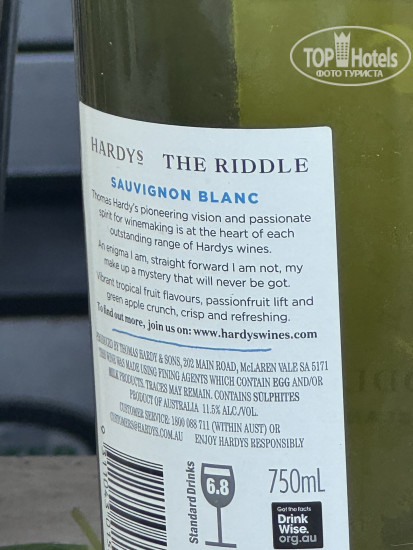 TOP Hotels
ФОТО ТУРИСТА
HARDYS THE RIDDLE
SAUVIGNON BLANC
Thomas Hardy's pioneering vision and passionate
spirit for winemaking is at the heart of each
outstanding range of Hardys wines.
An enigma I am, straight forward I am not, my
make up a mystery that will never be got.
Vibrant tropical fruit flavours, passionfruit lift and
green apple crunch, crisp and refreshing.
To find out more, join us on: www.hardyswines.com
PRODUCED BY THOMAS HARDY & SONS, 202 MAIN ROAD, McLAREN VALE SA 5171
THIS WINE WAS MADE USING FINING AGENTS WHICH CONTAIN EGG AND/OR
MILK PRODUCTS. TRACES MAY REMAIN. CONTAINS SULPHITES
PRODUCT OF AUSTRALIA 11.5% ALC/VOL.
CUSTOMER SERVICE: 1800 088 711 (WITHIN AUST) OR
CUSTOMERS@HARDYS.COM.AU ENJOY HARDYS RESPONSIBLY
Standard Drinks
6.8
750mL
Get the facts
Drink
Wise.
org.au